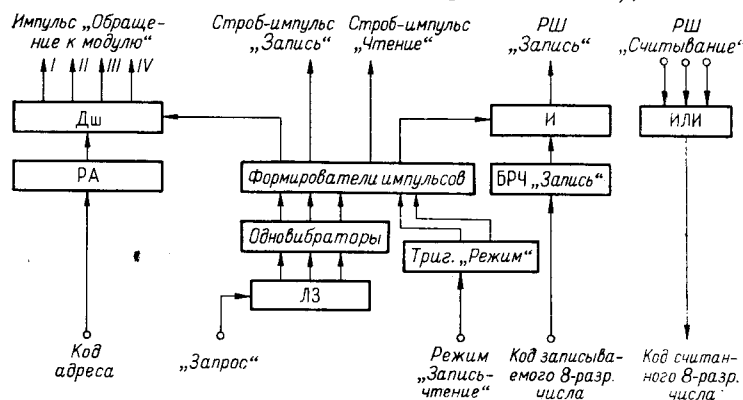 Импульс „Обраще-
ние к модулю“
Строб-импульс
„Запись“
Строб-импульс
„Чтение“
РШ
„Запись“
РШ
„Считывание“
I II III IV
Дш
И
ИЛИ
РА
Формирователи импульсов
БРЧ „Запись“
Одновибраторы
Триг. „Режим“
ЛЗ
Код
адреса
„Запрос“
Режим
„Запись-
чтение“
Код записыва-
емого 8-разр.
числа
Код считан-
ного 8-разр.
числа